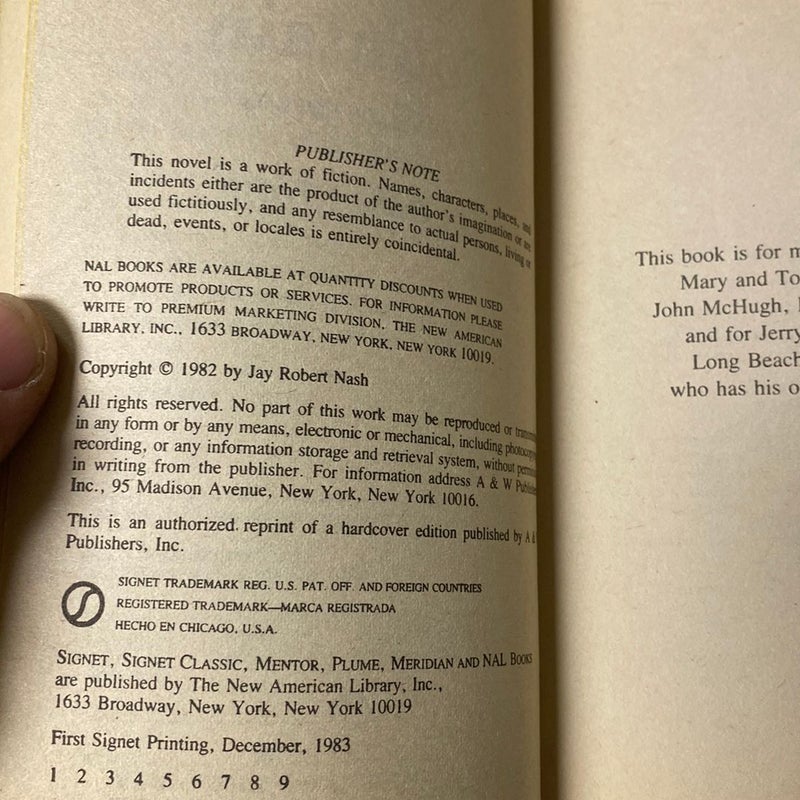 PUBLISHER'S NOTE
This novel is a work of fiction. Names, characters, places, and
incidents either are the product of the author's imagination or are
used fictitiously, and any resemblance to actual persons, living or
dead, events, or locales is entirely coincidental.
NAL BOOKS ARE AVAILABLE AT QUANTITY DISCOUNTS WHEN USED
TO PROMOTE PRODUCTS OR SERVICES. FOR INFORMATION PLEASE
WRITE TO PREMIUM MARKETING DIVISION, THE NEW AMERICAN
LIBRARY, INC., 1633 BROADWAY, NEW YORK, NEW YORK 10019.
Copyright © 1982 by Jay Robert Nash
All rights reserved. No part of this work may be reproduced or
in any form or by any means, electronic or mechanical, including
recording, or any information storage and retrieval system, without
in writing from the publisher. For information address A & W
Inc., 95 Madison Avenue, New York, New York 10016.
This is an authorized reprint of a hardcover edition published by A &
Publishers, Inc.
SIGNET TRADEMARK REG. U.S. PAT. OFF. AND FOREIGN COUNTRIES
REGISTERED TRADEMARK—MARCA REGISTRADA
HECHO EN CHICAGO, U.S.A.
SIGNET, SIGNET CLASSIC, MENTOR, PLUME, MERIDIAN AND NAL BOOKS
are published by The New American Library, Inc.,
1633 Broadway, New York, New York 10019
First Signet Printing, December, 1983
1 2 3 4 5 6 7 8 9
This book is for
Mary and
John McHugh,
and for Jerry
Long Beach
who has his